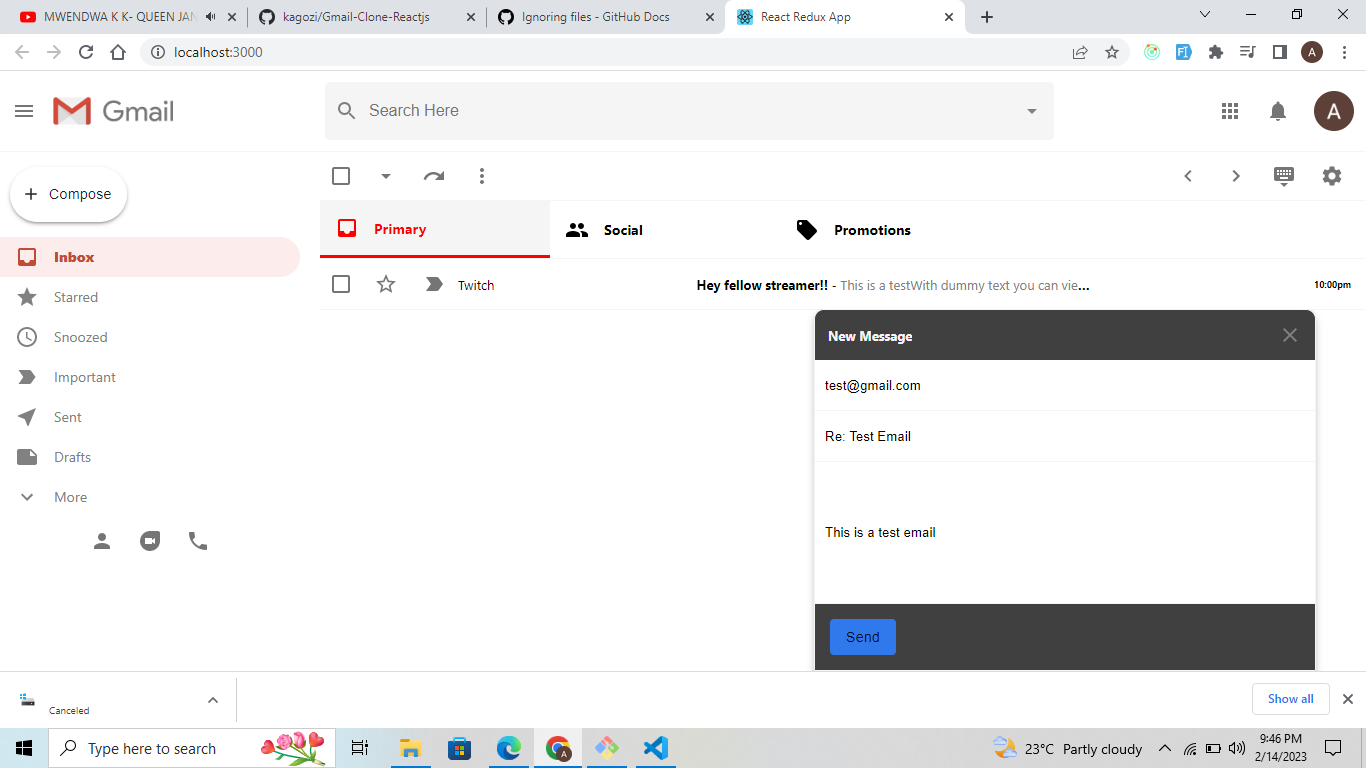 MWENDWA K K- QUEEN JAN
kagozi/Gmail-Clone-Reactjs
Ignoring files - GitHub Docs
React Redux App
localhost:3000
A
Gmail
Search Here
A
Compose
Inbox
Starred
Snoozed
Important
Sent
Drafts
More
Primary
Social
Promotions
Twitch
Hey fellow streamer!! - This is a testWith dummy text you can vie...
10:00pm
New Message
test@gmail.com
Re: Test Email
This is a test email
Send
Canceled
Show all
Type here to search
A
23°C Partly cloudy
9:46 PM
2/14/2023